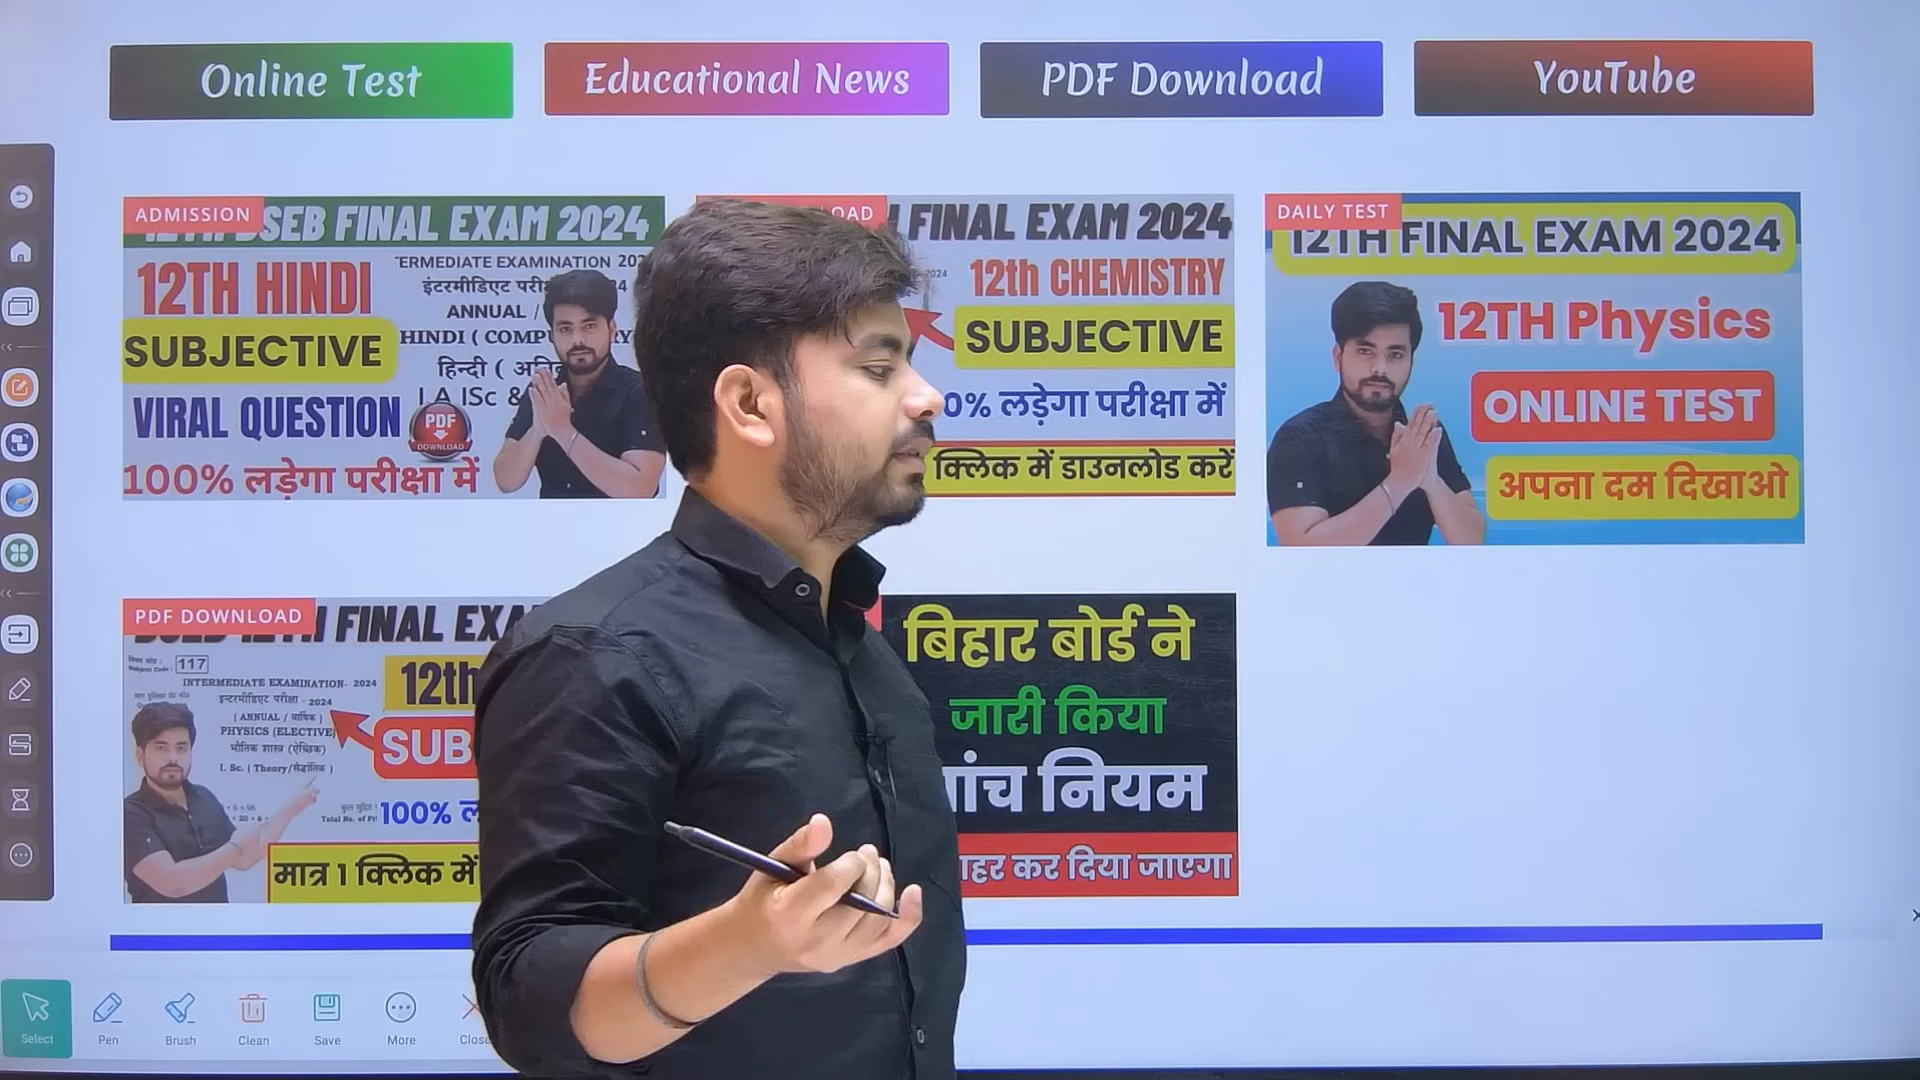 Online Test
Educational News
PDF Download
YouTube
ADMISSION
BSEB FINAL EXAM 2024
12TH HINDI
SUBJECTIVE
VIRAL QUESTION
100% लड़ेगा परीक्षा में
ERMEDIATE EXAMINATION
इंटरमीडिएट
ANNUAL /
HINDI (
हिन्दी (
I.A ISc &
PDF
DOWNLOAD
FINAL EXAM 2024
12th CHEMISTRY
SUBJECTIVE
0% लड़ेगा परीक्षा में
क्लिक में डाउनलोड करें
DAILY TEST
12TH FINAL EXAM 2024
12TH Physics
ONLINE TEST
अपना दम दिखाओ
PDF DOWNLOAD
FINAL
117
INTERMEDIATE EXAMINATION- 2024
इन्टरमीडिएट परीक्षा - 2024
( ANNUAL / वार्षिक )
PHYSICS (ELECTIVE)
भौतिक शास्त्र (ऐच्छिक)
I. Sc. ( Theory/सैद्धांतिक )
12th
SUB
100%
मात्र 1 क्लिक में
बिहार बोर्ड ने
जारी किया
नियम
कर दिया जाएगा
Select
Pen
Brush
Clean
Save
More
Close